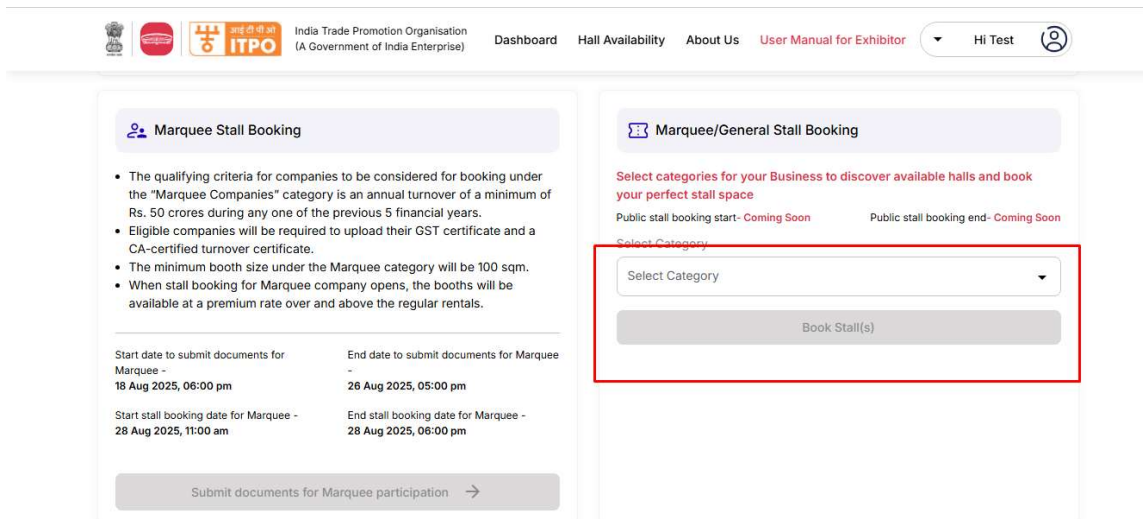 आई टी पी ओ
ITPO
India Trade Promotion Organisation
(A Government of India Enterprise)
Dashboard
Hall Availability
About Us
User Manual for Exhibitor
Hi Test
Marquee Stall Booking
• The qualifying criteria for companies to be considered for booking under
the "Marquee Companies" category is an annual turnover of a minimum of
Rs. 50 crores during any one of the previous 5 financial years.
• Eligible companies will be required to upload their GST certificate and a
CA-certified turnover certificate.
• The minimum booth size under the Marquee category will be 100 sqm.
• When stall booking for Marquee company opens, the booths will be
available at a premium rate over and above the regular rentals.
Start date to submit documents for
Marquee -
18 Aug 2025, 06:00 pm
End date to submit documents for Marquee
-
26 Aug 2025, 05:00 pm
Start stall booking date for Marquee -
28 Aug 2025, 11:00 am
End stall booking date for Marquee -
28 Aug 2025, 06:00 pm
Submit documents for Marquee participation →
Marquee/General Stall Booking
Select categories for your Business to discover available halls and book
your perfect stall space
Public stall booking start- Coming Soon
Public stall booking end- Coming Soon
Select Category
Select Category
Book Stall(s)